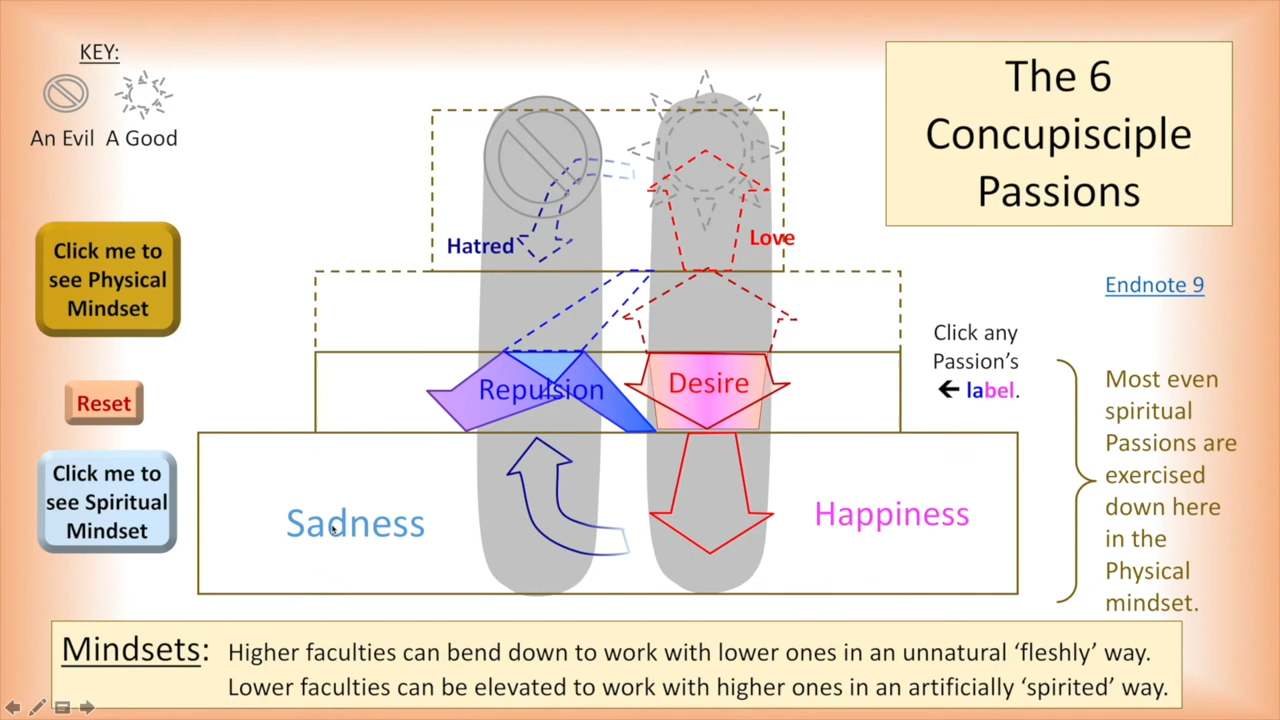 KEY:
An Evil A Good
The 6
Concupisciple
Passions
Click me to
see Physical
Mindset
Hatred
Love
Endnote 9
Click any
Passion's
label.
Repulsion
Desire
Reset
Most even
spiritual
Passions are
exercised
down here
in the
Physical
mindset.
Click me to
see Spiritual
Mindset
Sadness
Happiness
Mindsets: Higher faculties can bend down to work with lower ones in an unnatural 'fleshly' way.
Lower faculties can be elevated to work with higher ones in an artificially 'spirited' way.